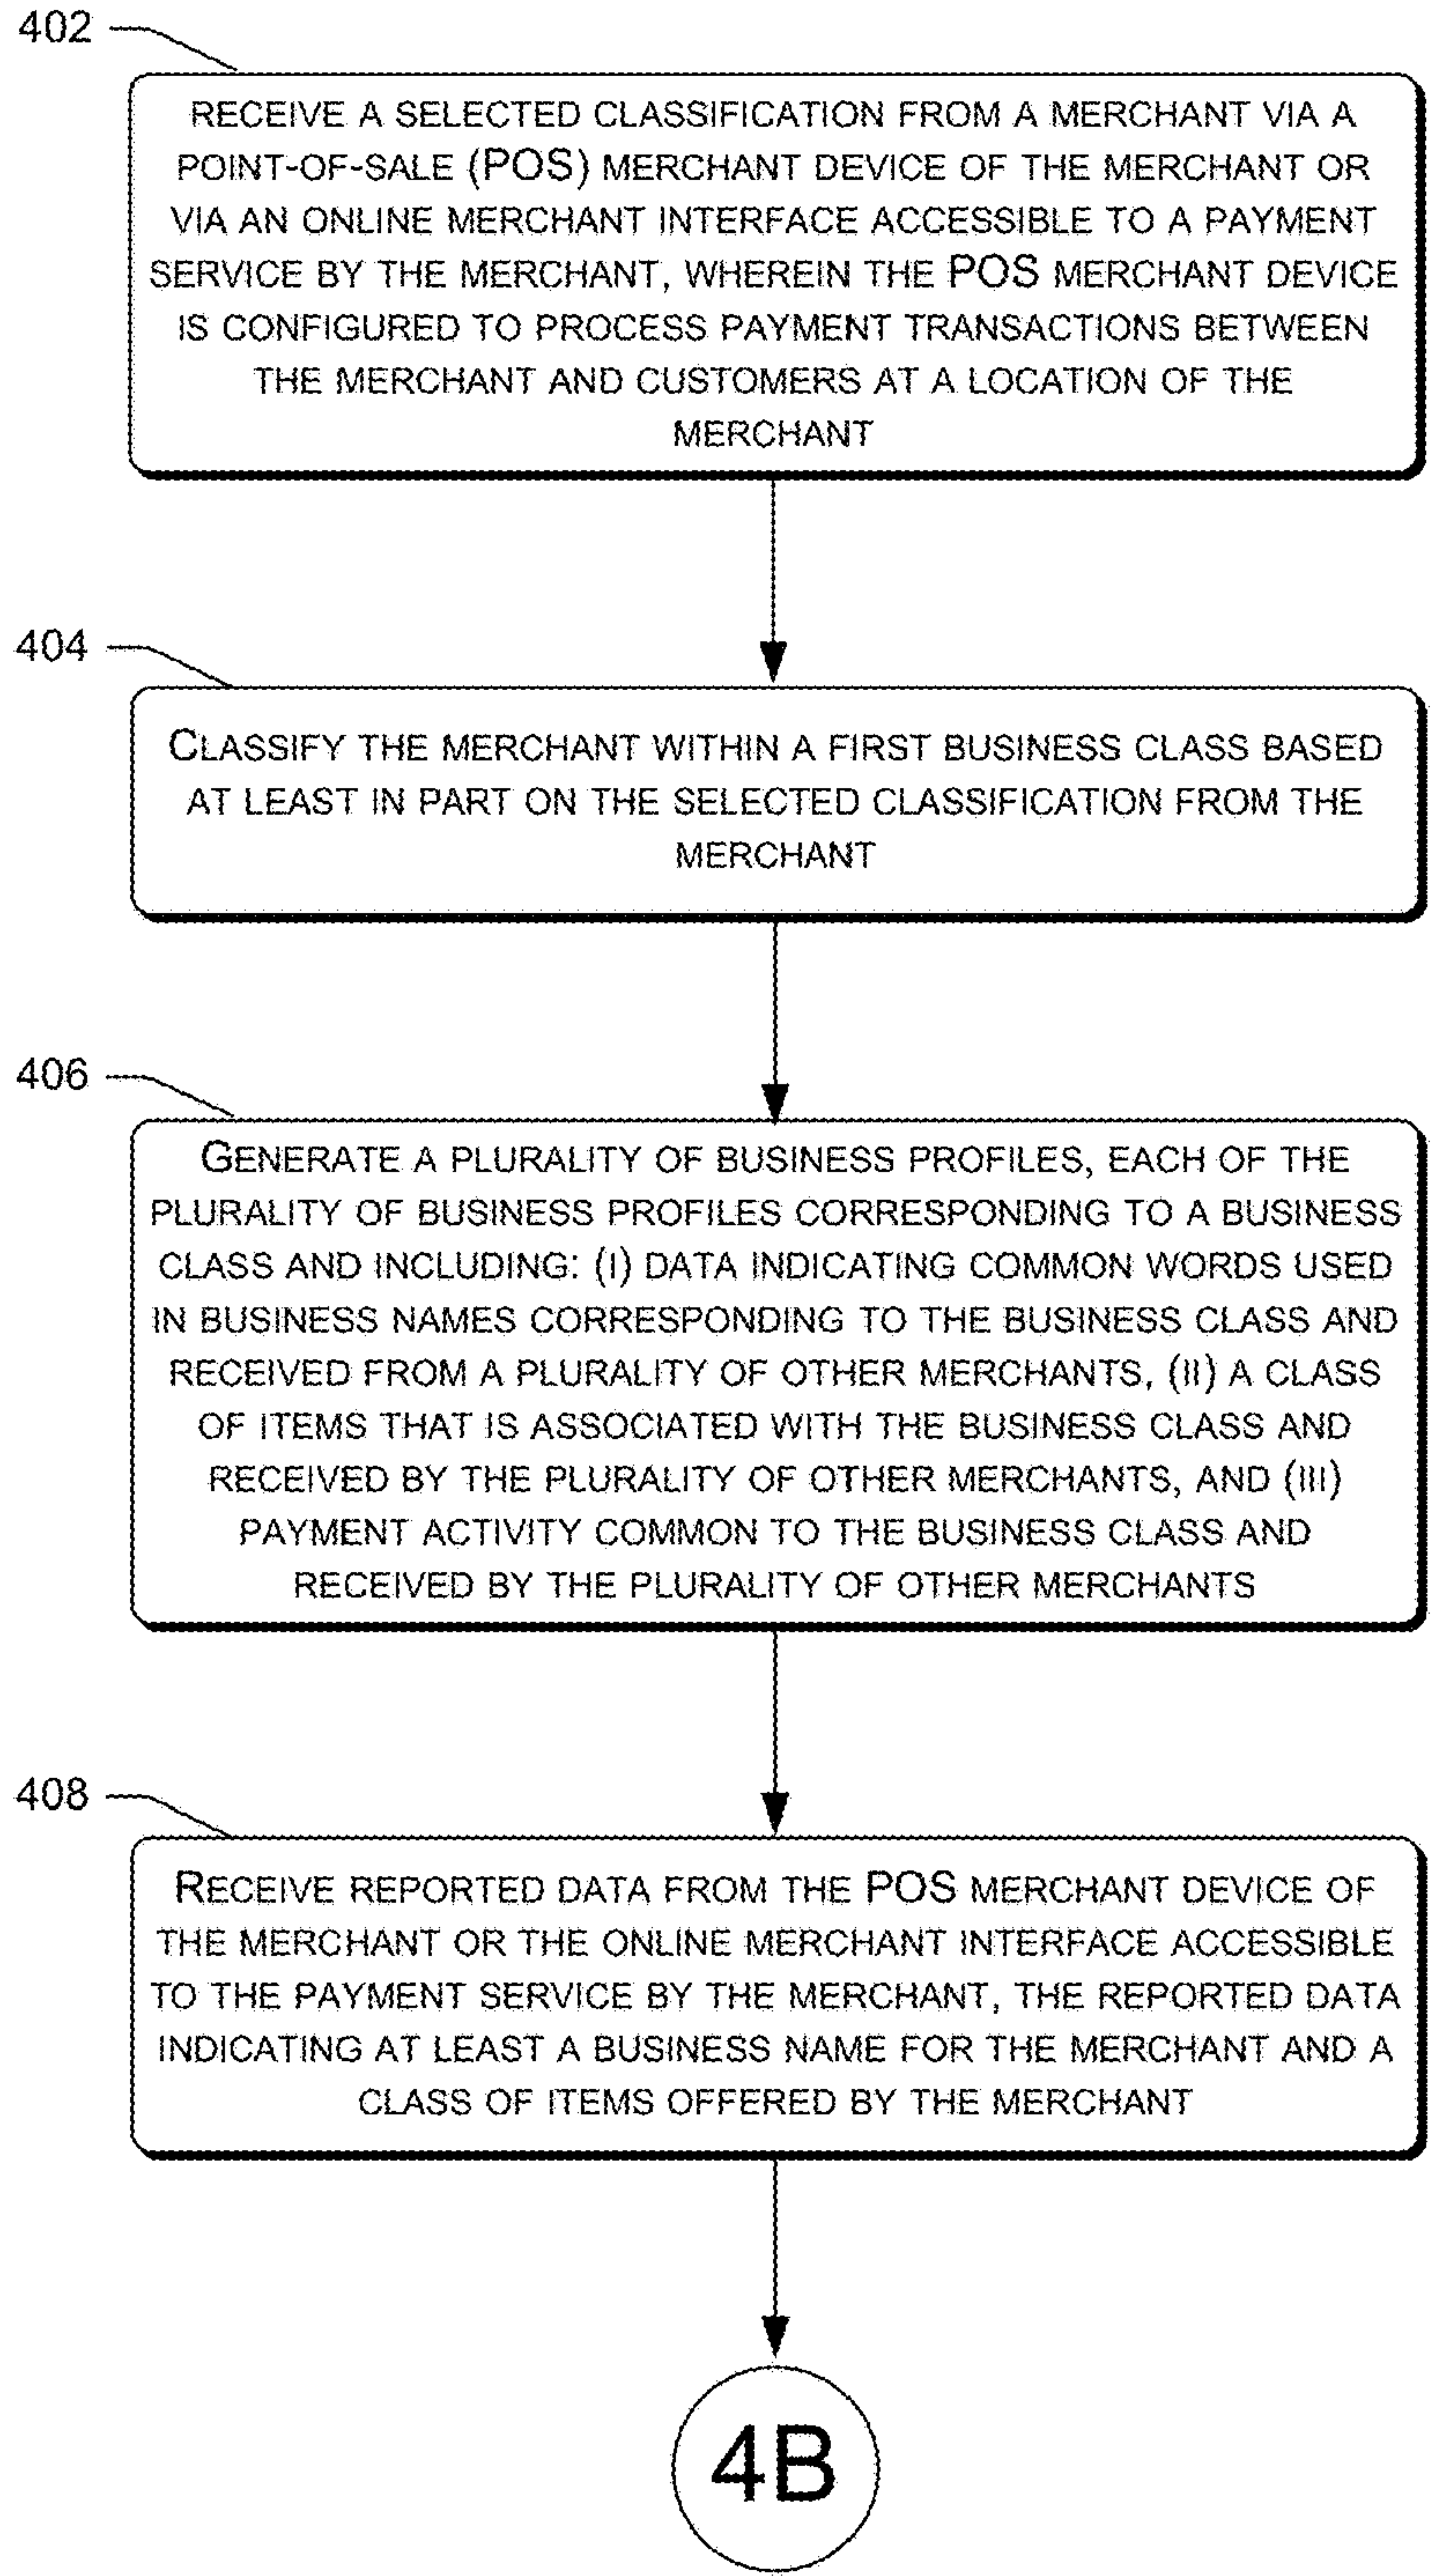 402
RECEIVE A SELECTED CLASSIFICATION FROM A MERCHANT VIA A
POINT-OF-SALE (POS) MERCHANT DEVICE OF THE MERCHANT OR
VIA AN ONLINE MERCHANT INTERFACE ACCESSIBLE TO A PAYMENT
SERVICE BY THE MERCHANT, WHEREIN THE POS MERCHANT DEVICE
IS CONFIGURED TO PROCESS PAYMENT TRANSACTIONS BETWEEN
THE MERCHANT AND CUSTOMERS AT A LOCATION OF THE
MERCHANT
404
CLASSIFY THE MERCHANT WITHIN A FIRST BUSINESS CLASS BASED
AT LEAST IN PART ON THE SELECTED CLASSIFICATION FROM THE
MERCHANT
406
GENERATE A PLURALITY OF BUSINESS PROFILES, EACH OF THE
PLURALITY OF BUSINESS PROFILES CORRESPONDING TO A BUSINESS
CLASS AND INCLUDING: (I) DATA INDICATING COMMON WORDS USED
IN BUSINESS NAMES CORRESPONDING TO THE BUSINESS CLASS AND
RECEIVED FROM A PLURALITY OF OTHER MERCHANTS, (II) A CLASS
OF ITEMS THAT IS ASSOCIATED WITH THE BUSINESS CLASS AND
RECEIVED BY THE PLURALITY OF OTHER MERCHANTS, AND (III)
PAYMENT ACTIVITY COMMON TO THE BUSINESS CLASS AND
RECEIVED BY THE PLURALITY OF OTHER MERCHANTS
408
RECEIVE REPORTED DATA FROM THE POS MERCHANT DEVICE OF
THE MERCHANT OR THE ONLINE MERCHANT INTERFACE ACCESSIBLE
TO THE PAYMENT SERVICE BY THE MERCHANT, THE REPORTED DATA
INDICATING AT LEAST A BUSINESS NAME FOR THE MERCHANT AND A
CLASS OF ITEMS OFFERED BY THE MERCHANT
4B